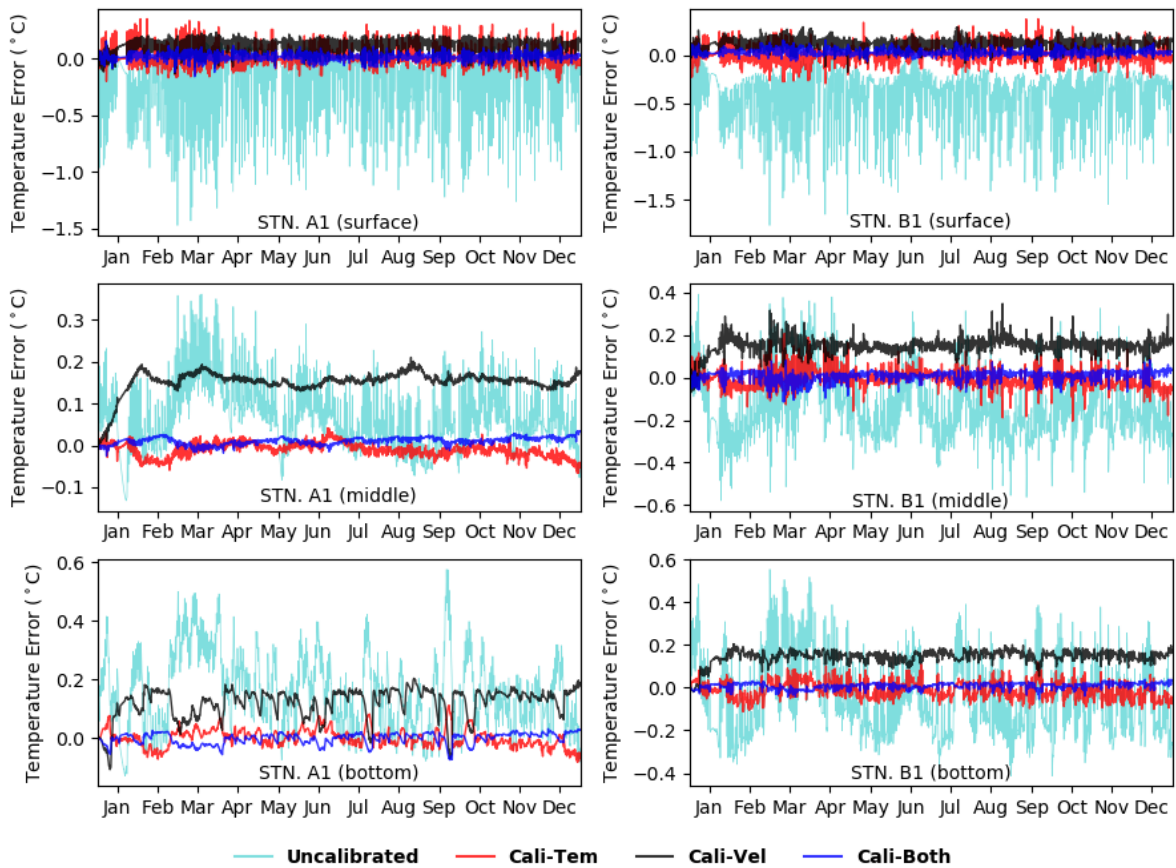 Temperature Error (°C)
0.0
−0.5
−1.0
−1.5
STN. A1 (surface)
Jan Feb Mar Apr May Jun Jul Aug Sep Oct Nov Dec
Temperature Error (°C)
0.0
−0.5
−1.0
−1.5
STN. B1 (surface)
Jan Feb Mar Apr May Jun Jul Aug Sep Oct Nov Dec
Temperature Error (°C)
0.3
0.2
0.1
0.0
−0.1
STN. A1 (middle)
Jan Feb Mar Apr May Jun Jul Aug Sep Oct Nov Dec
Temperature Error (°C)
0.4
0.2
0.0
−0.2
−0.4
−0.6
STN. B1 (middle)
Jan Feb Mar Apr May Jun Jul Aug Sep Oct Nov Dec
Temperature Error (°C)
0.6
0.4
0.2
0.0
STN. A1 (bottom)
Jan Feb Mar Apr May Jun Jul Aug Sep Oct Nov Dec
Temperature Error (°C)
0.6
0.4
0.2
0.0
−0.2
−0.4
STN. B1 (bottom)
Jan Feb Mar Apr May Jun Jul Aug Sep Oct Nov Dec
Uncalibrated Cali-Tem Cali-Vel Cali-Both